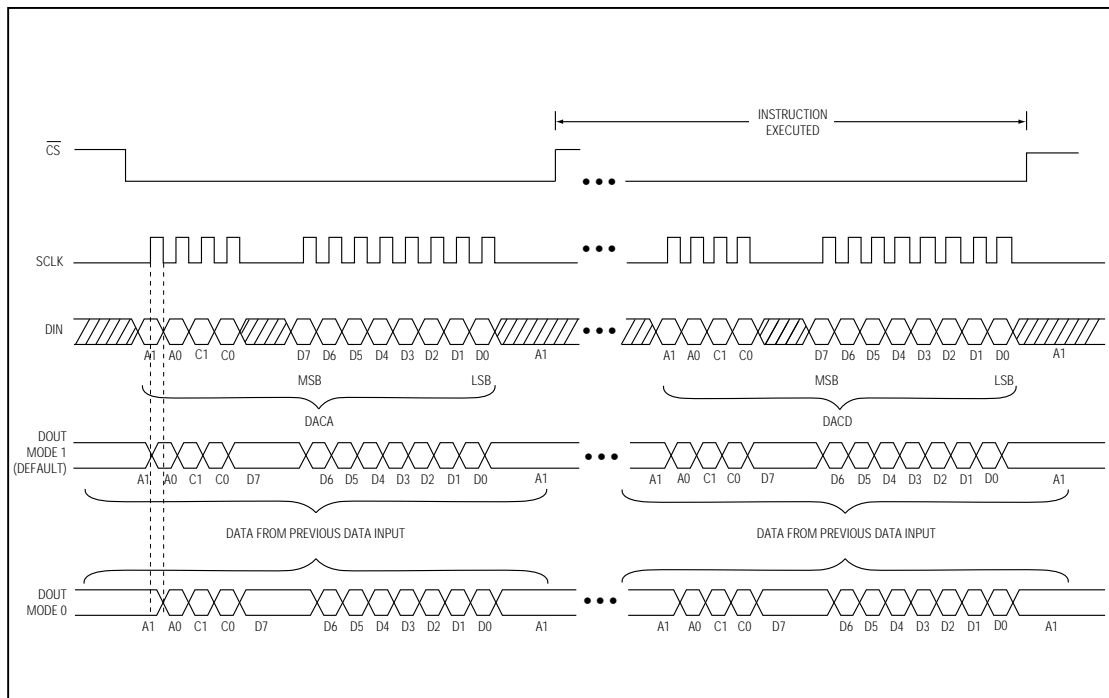 INSTRUCTION
EXECUTED
CS
SCLK
DIN
A1 A0 C1 C0 D7 D6 D5 D4 D3 D2 D1 D0 A1 A1 A0 C1 C0 D7 D6 D5 D4 D3 D2 D1 D0 A1
MSB LSB MSB LSB
DACA DACD
DOUT
MODE 1
(DEFAULT)
A1 A0 C1 C0 D7 D6 D5 D4 D3 D2 D1 D0 A1 A1 A0 C1 C0 D7 D6 D5 D4 D3 D2 D1 D0 A1
DATA FROM PREVIOUS DATA INPUT DATA FROM PREVIOUS DATA INPUT
DOUT
MODE 0
A1 A0 C1 C0 D7 D6 D5 D4 D3 D2 D1 D0 A1 A1 A0 C1 C0 D7 D6 D5 D4 D3 D2 D1 D0 A1